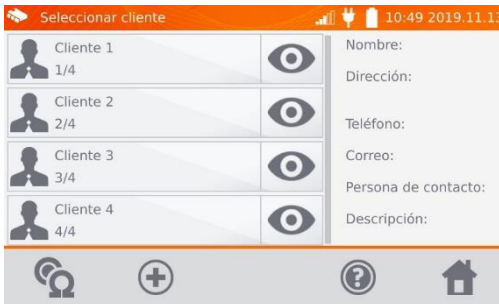 Seleccionar cliente
10:49 2019.11.13
Cliente 1
1/4
Cliente 2
2/4
Cliente 3
3/4
Cliente 4
4/4
Nombre:
Dirección:
Teléfono:
Correo:
Persona de contacto:
Descripción: